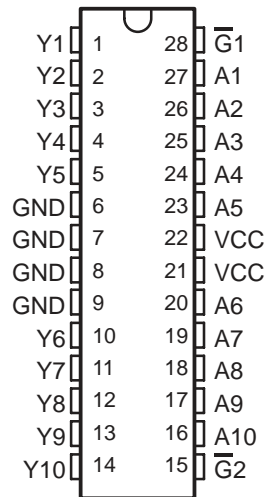 Y1 1 28 G̅1
Y2 2 27 A1
Y3 3 26 A2
Y4 4 25 A3
Y5 5 24 A4
GND 6 23 A5
GND 7 22 VCC
GND 8 21 VCC
GND 9 20 A6
Y6 10 19 A7
Y7 11 18 A8
Y8 12 17 A9
Y9 13 16 A10
Y10 14 15 G̅2